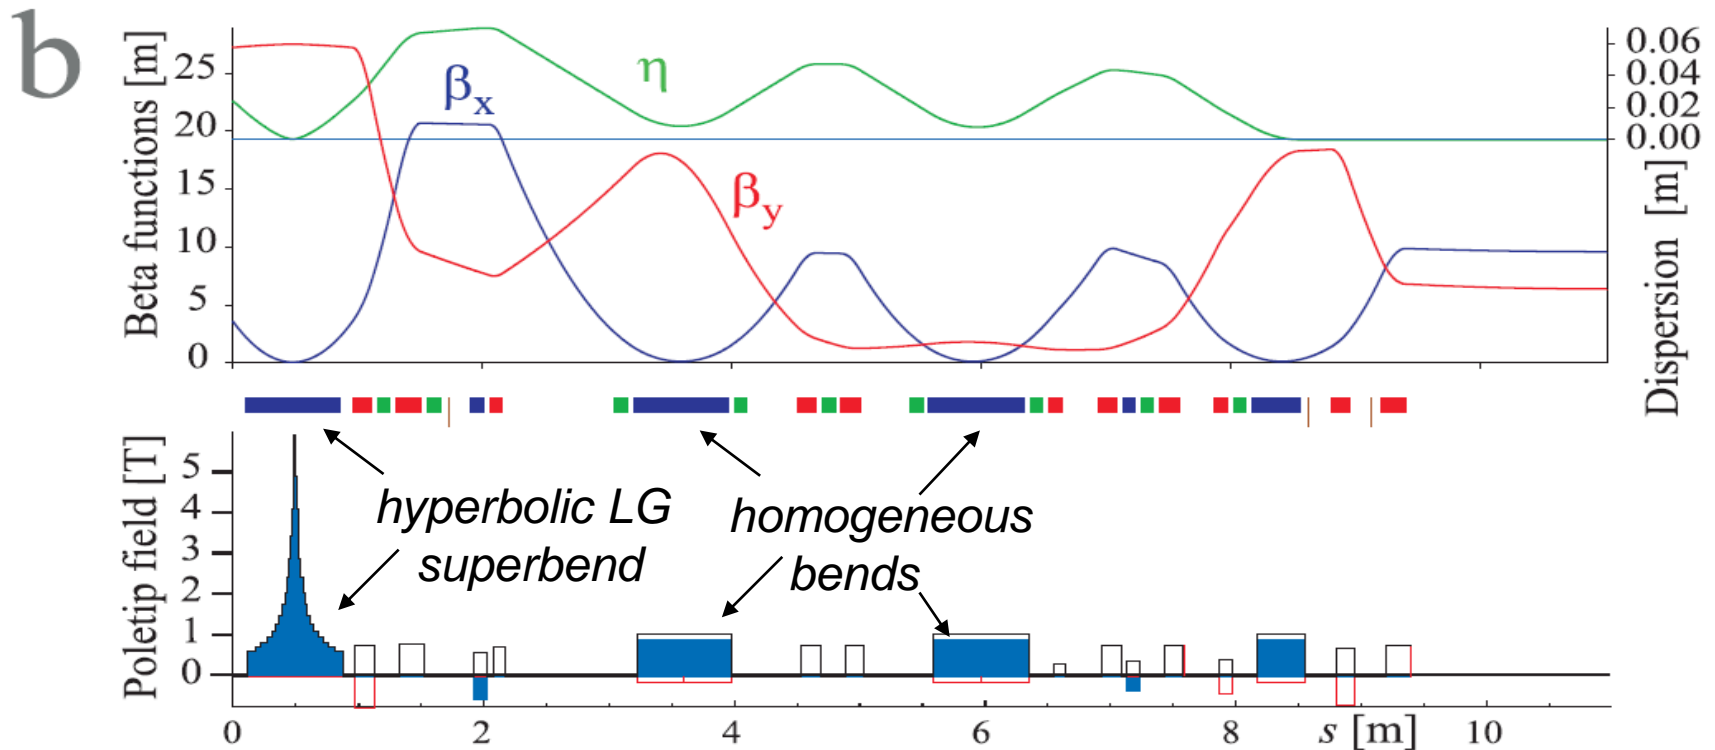 b
Beta functions [m]
25
20
15
10
5
0
βx
η
βy
0.06
0.04
0.02
0.00
Dispersion [m]
Poletip field [T]
5
4
3
2
1
0
hyperbolic LG
superbend
homogeneous
bends
0 2 4 6 8 s [m] 10